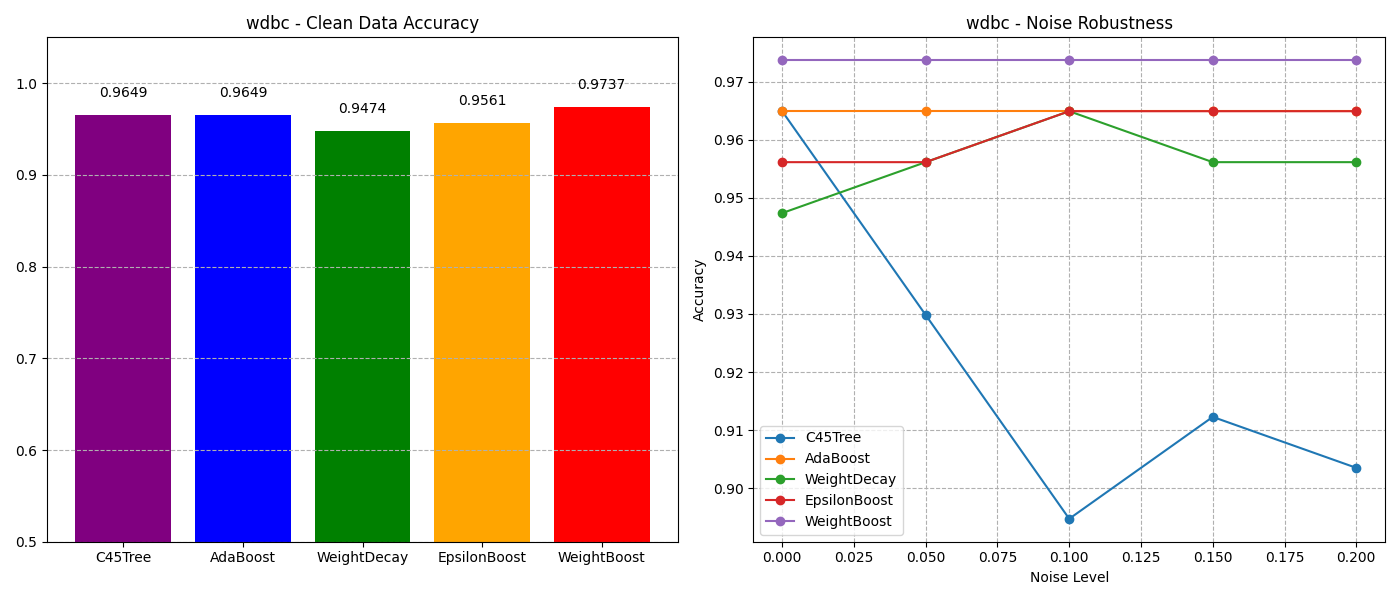 wdbc - Clean Data Accuracy
1.0
0.9
0.8
0.7
0.6
0.5
0.9649
0.9649
0.9474
0.9561
0.9737
C45Tree
AdaBoost
WeightDecay
EpsilonBoost
WeightBoost
wdbc - Noise Robustness
Accuracy
0.97
0.96
0.95
0.94
0.93
0.92
0.91
0.90
C45Tree
AdaBoost
WeightDecay
EpsilonBoost
WeightBoost
0.000
0.025
0.050
0.075
0.100
0.125
0.150
0.175
0.200
Noise Level